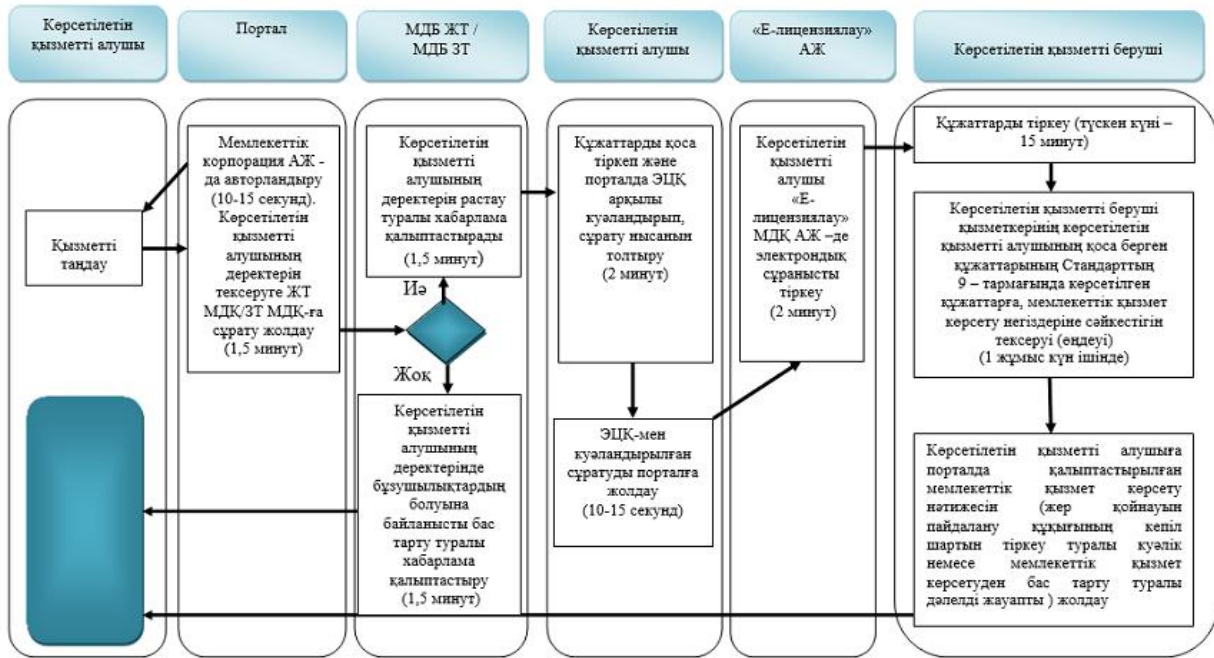 Көрсетілетін
қызметті алушы
Портал
МДБ ЖТ /
МДБ ЗТ
Көрсетілетін
қызметті алушы
«Е-лицензиялау»
АЖ
Көрсетілетін қызметті беруші
Қызметті
таңдау
Мемлекеттік
корпорация АЖ -
да авторландыру
(10-15 секунд).
Көрсетілетін
қызметті
алушының
деректерін
тексеруге ЖТ
МДҚ/ЗТ МДҚ-ға
сұрату жолдау
(1,5 минут)
Көрсетілетін
қызметті
алушының
деректерін растау
туралы хабарлама
қалыптастырады
(1,5 минут)
Иә
Жоқ
Көрсетілетін
қызметті
алушының
деректерінде
бұзушылықтардың
болуына
байланысты бас
тарту туралы
хабарлама
қалыптастыру
(1,5 минут)
Құжаттарды қоса
тіркеп және
порталда ЭЦҚ
арқылы
куәландырып,
сұрату нысанын
толтыру
(2 минут)
ЭЦҚ-мен
куәландырылған
сұратуды порталға
жолдау
(10-15 секунд)
Көрсетілетін
қызметті
алушы
«Е-
лицензиялау»
МДҚ АЖ –де
электрондық
сұранысты
тіркеу
(2 минут)
Құжаттарды тіркеу (түскен күні –
15 минут)
Көрсетілетін қызметті беруші
қызметкерінің көрсетілетін
қызметті алушының қоса берген
құжаттарының Стандарттың
9 – тармағында көрсетілген
құжаттарға, мемлекеттік қызмет
көрсету негіздеріне сәйкестігін
тексеруі (өңдеуі)
(1 жұмыс күн ішінде)
Көрсетілетін қызметті алушыға
порталда қалыптастырылған
мемлекеттік қызмет көрсету
нәтижесін (жер қойнауын
пайдалану құқығының кепіл
шартын тіркеу туралы куәлік
немесе мемлекеттік қызмет
көрсетуден бас тарту туралы
дәлелді жауапты ) жолдау